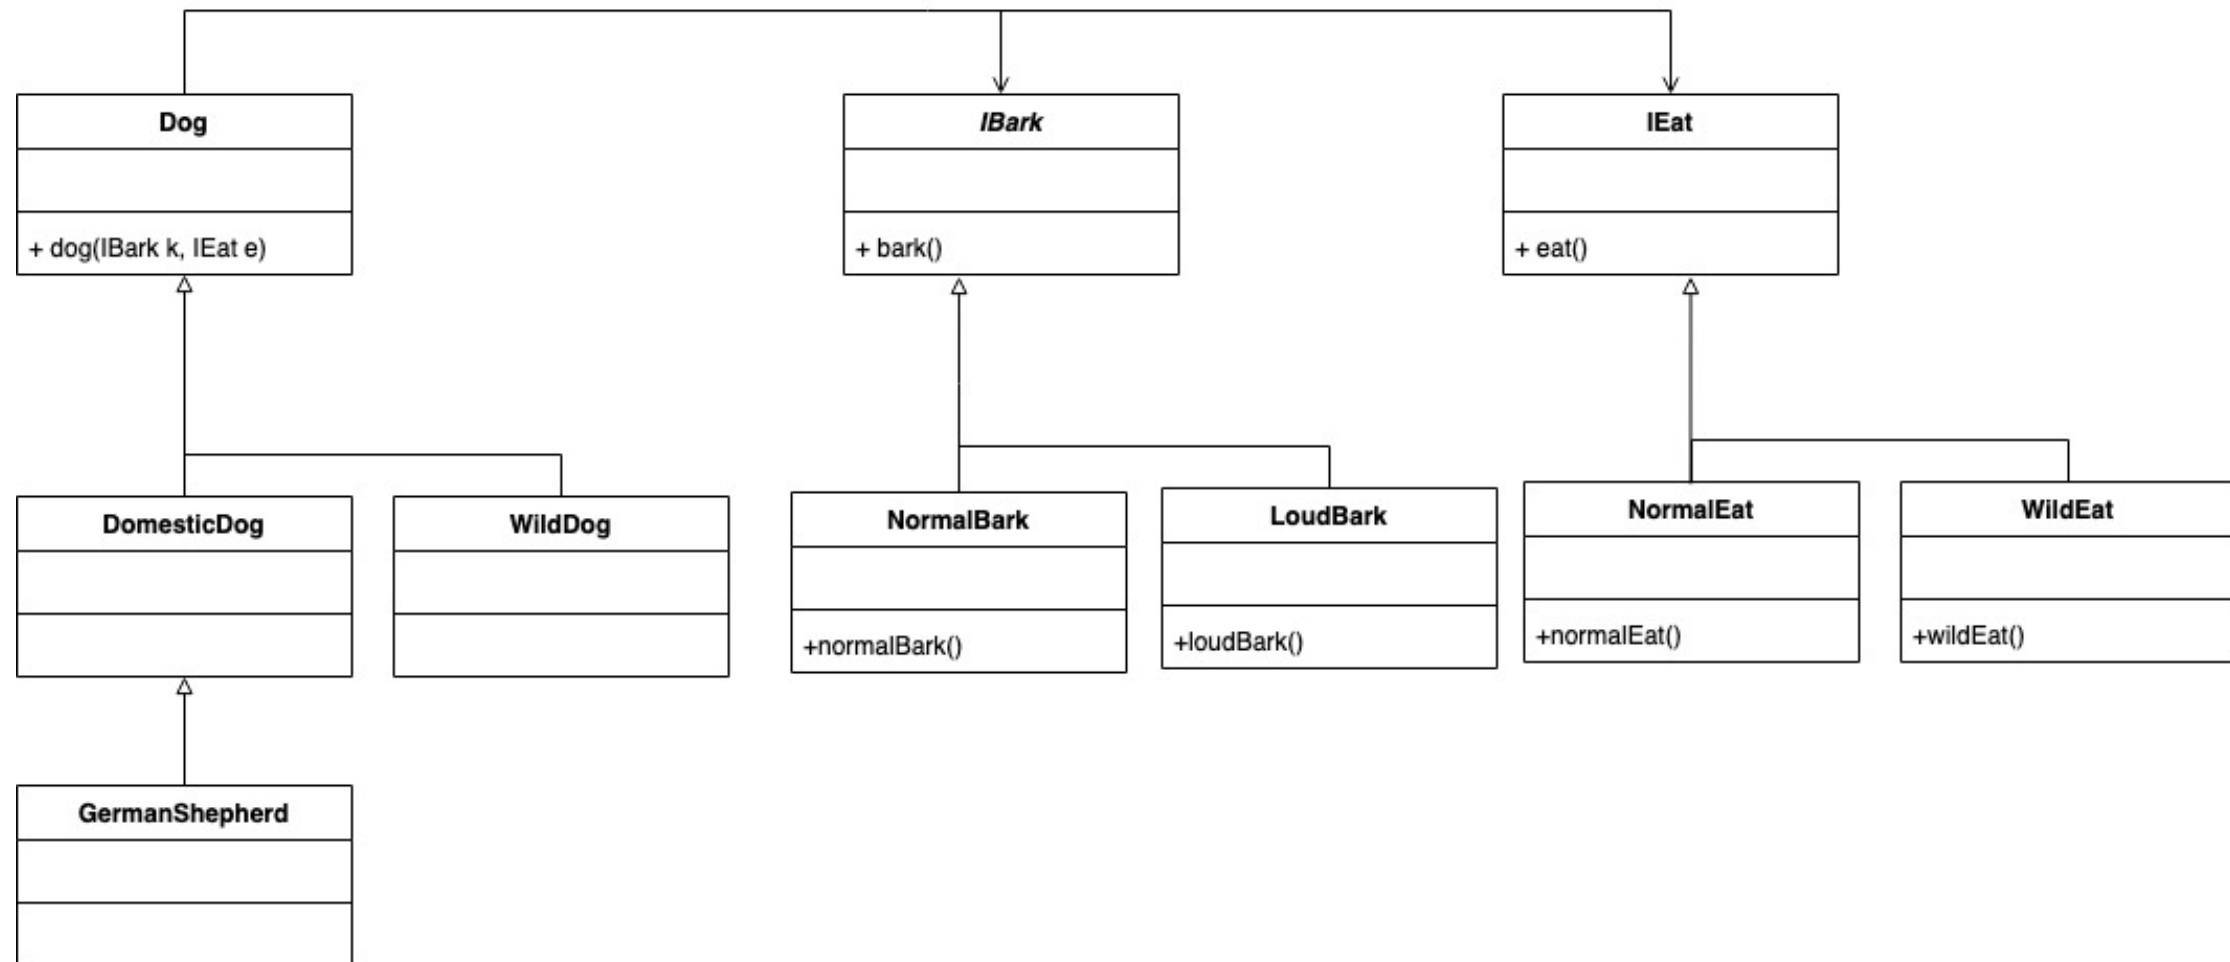 Dog
IBark
IEat
+ dog(IBark k, IEat e)
+ bark()
+ eat()
DomesticDog
WildDog
NormalBark
LoudBark
NormalEat
WildEat
+normalBark()
+loudBark()
+normalEat()
+wildEat()
GermanShepherd